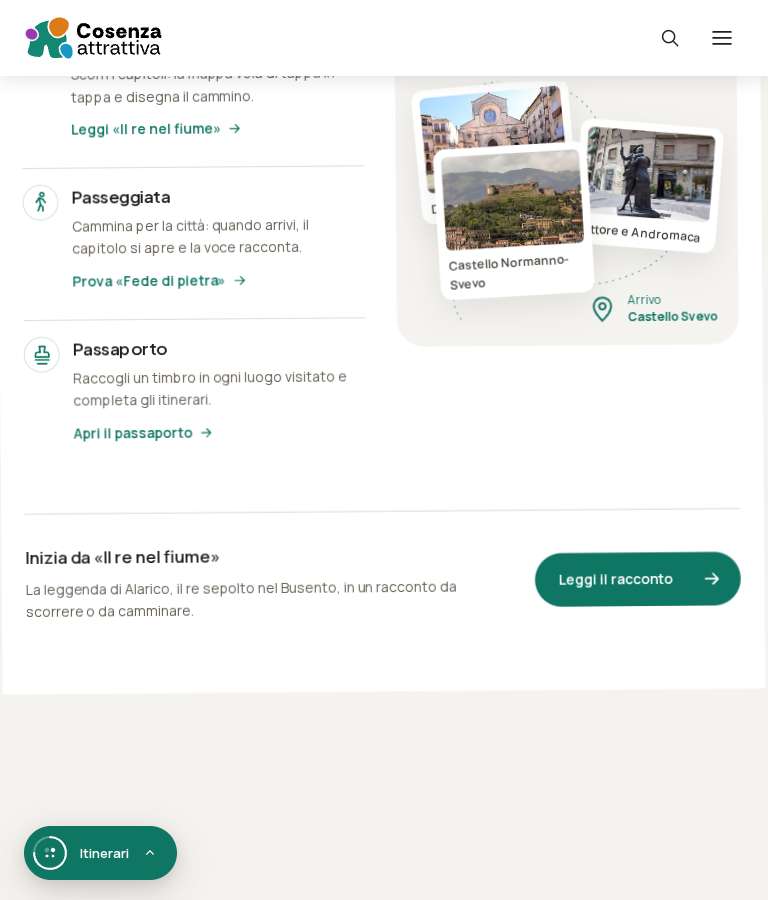 Cosenza
attrattiva
tappa e disegna il cammino.
Leggi «Il re nel fiume» →
Passeggiata
Cammina per la città: quando arrivi, il
capitolo si apre e la voce racconta.
Prova «Fede di pietra» →
Passaporto
Raccogli un timbro in ogni luogo visitato e
completa gli itinerari.
Apri il passaporto →
ttore e Andromaca
Castello Normanno-
Svevo
Arrivo
Castello Svevo
Inizia da «Il re nel fiume»
La leggenda di Alarico, il re sepolto nel Busento, in un racconto da
scorrere o da camminare.
Leggi il racconto →
Itinerari